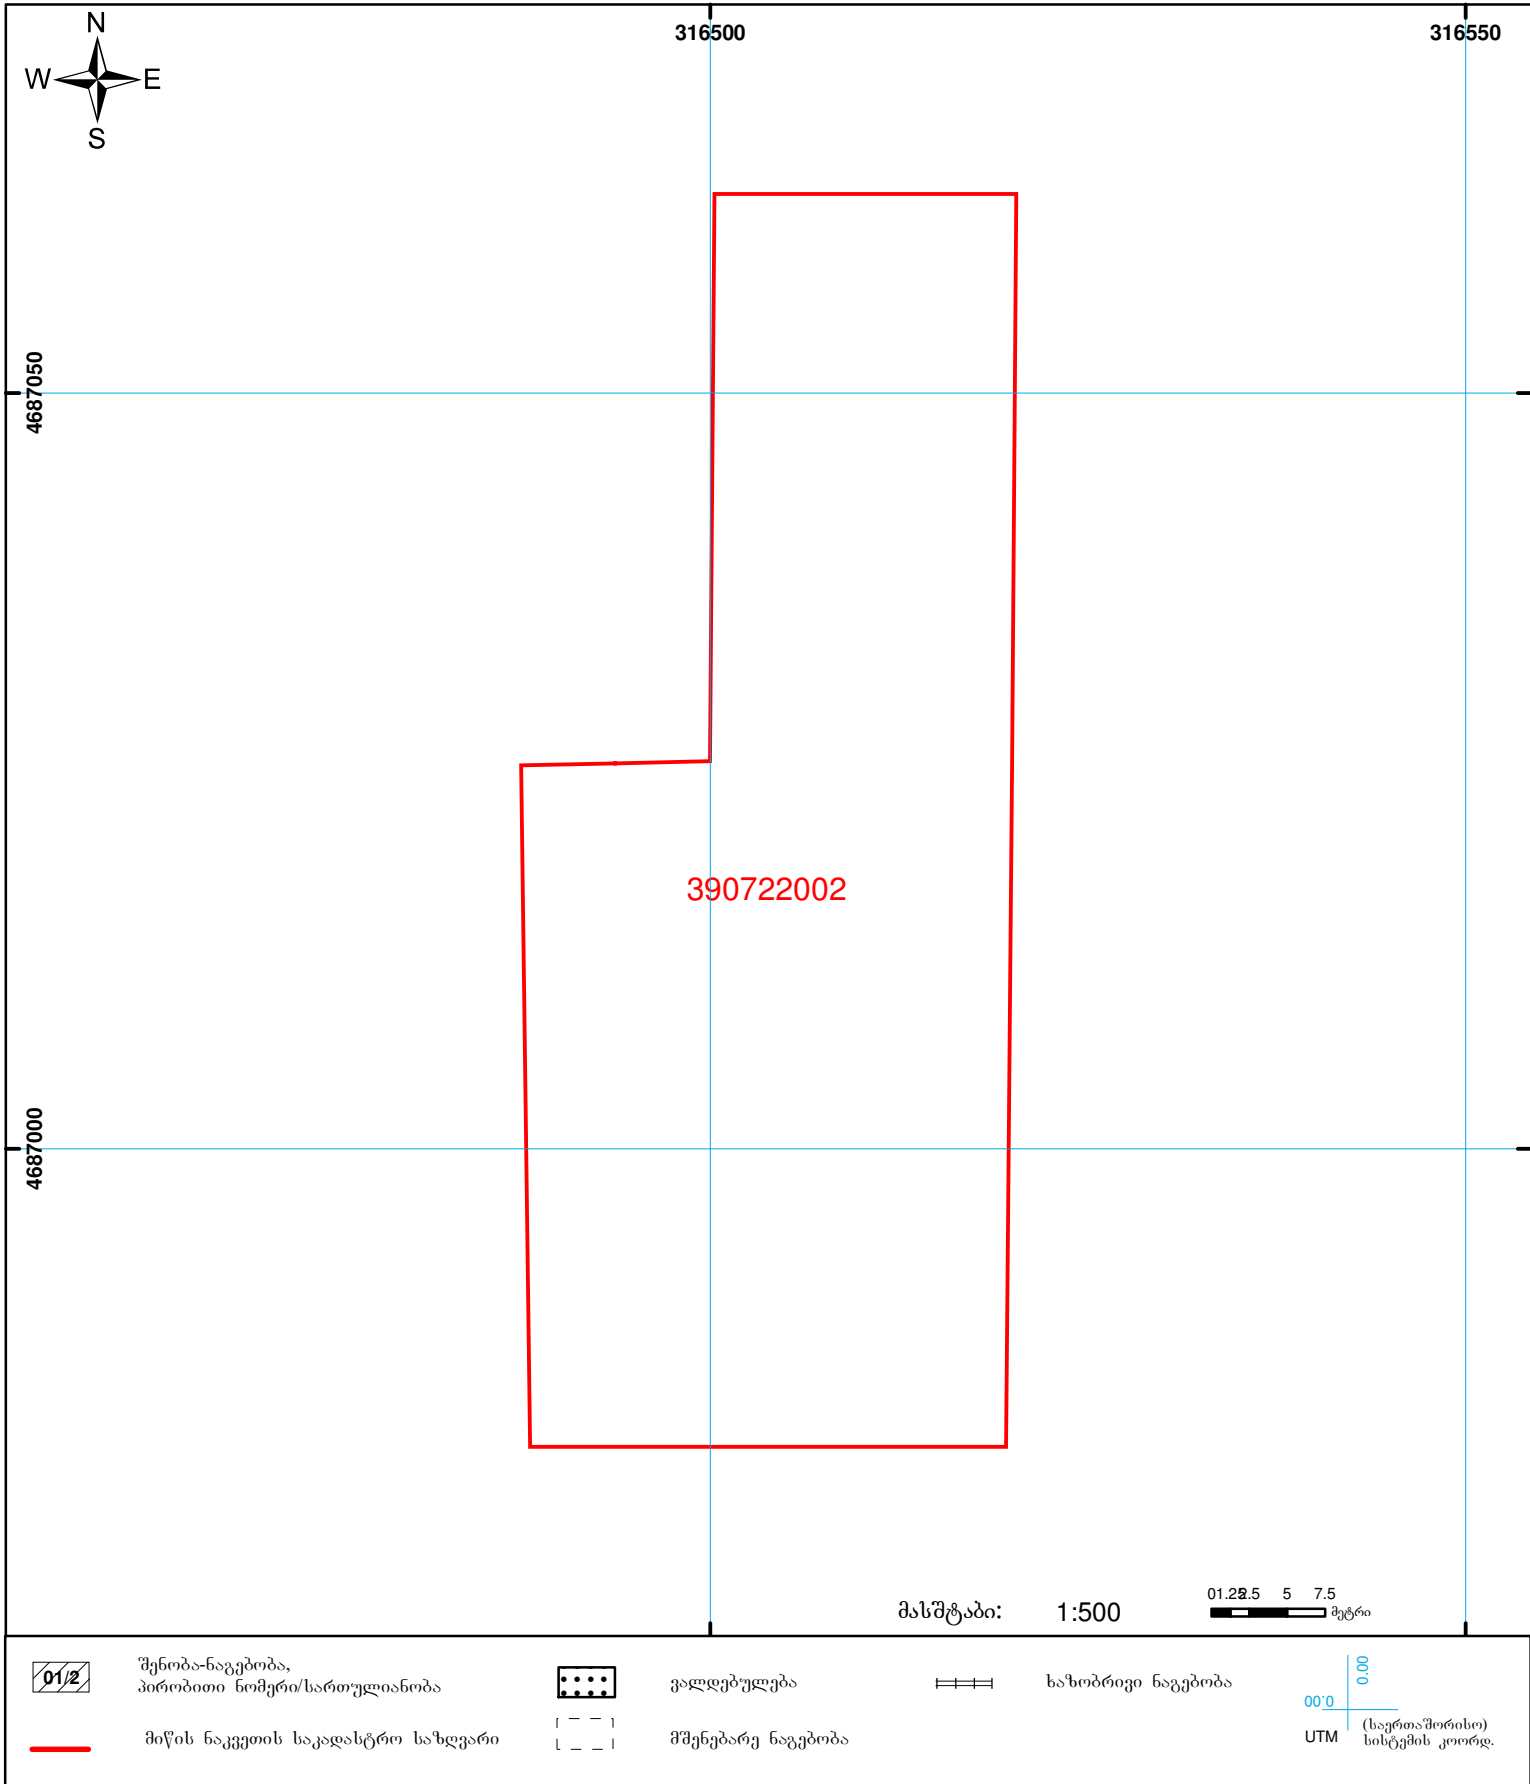 N
W E
S
316500
316550
4687050
4687000
390722002
მასშტაბი: 1:500
0 1.25 2.5 5 7.5
მეტრი
01/2
შენობა-ნაგებობა,
პირობითი ნომერი/სართულიანობა
ვალდებულება
ხაზობრივი ნაგებობა
მიწის ნაკვეთის საკადასტრო საზღვარი
მშენებარე ნაგებობა
0.00
0.00
UTM
(საერთაშორისო)
სისტემის კოორდ.